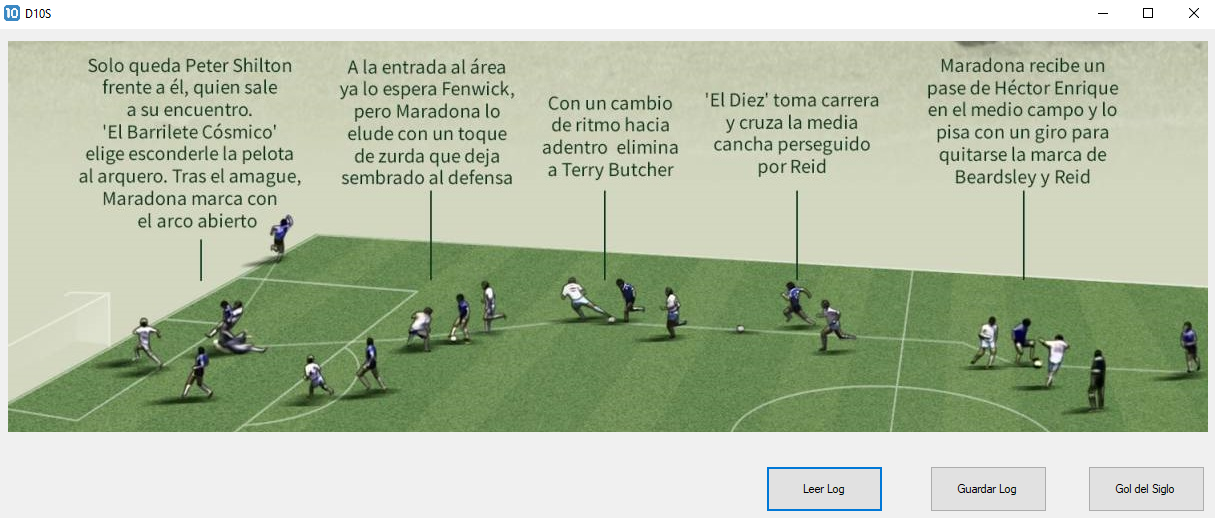 D10S
Solo queda Peter Shilton
frente a él, quien sale
a su encuentro.
'El Barrilete Cósmico'
elige esconderle la pelota
al arquero. Tras el amague,
Maradona marca con
el arco abierto
A la entrada al área
ya lo espera Fenwick,
pero Maradona lo
elude con un toque
de zurda que deja
sembrado al defensa
Con un cambio
de ritmo hacia
adentro elimina
a Terry Butcher
'El Diez' toma carrera
y cruza la media
cancha perseguido
por Reid
Maradona recibe un
pase de Héctor Enrique
en el medio campo y lo
pisa con un giro para
quitarse la marca de
Beardsley y Reid
Leer Log
Guardar Log
Gol del Siglo